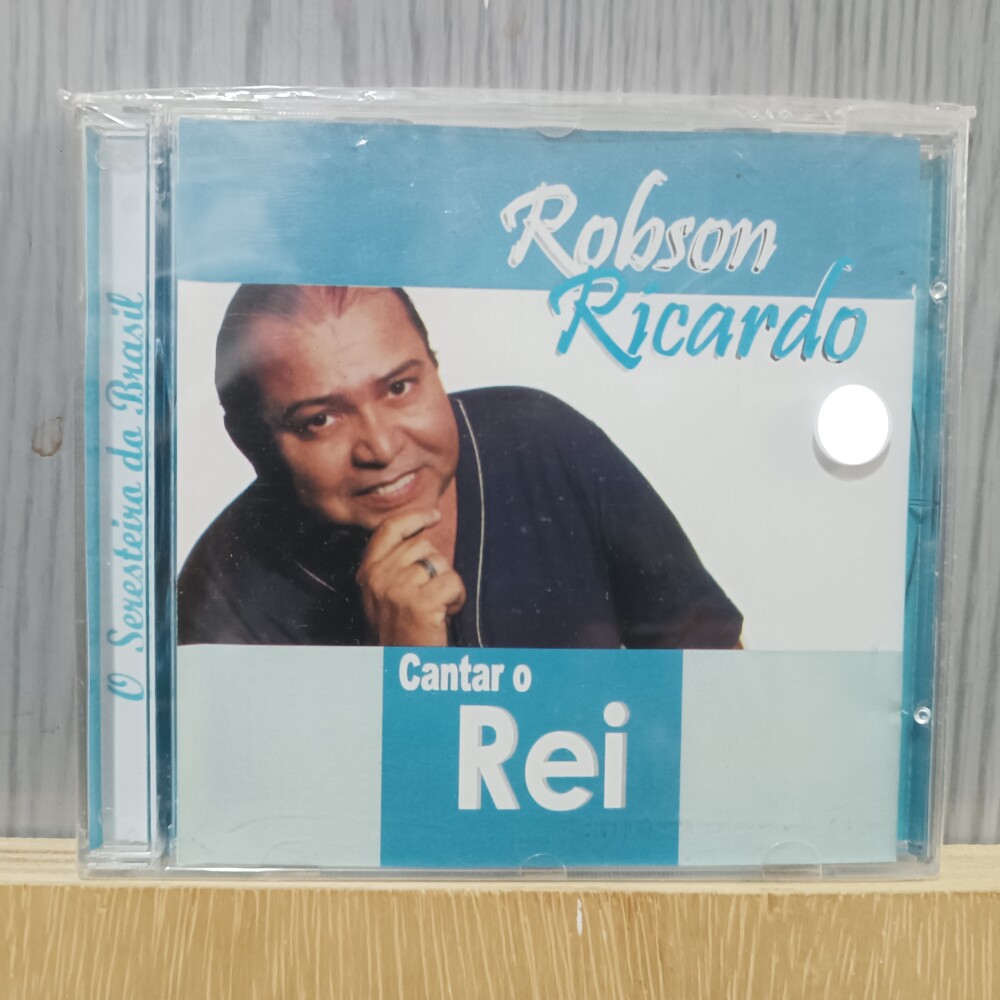 O Seresteiro do Brasil
Robson
Ricardo
Cantar o
Rei